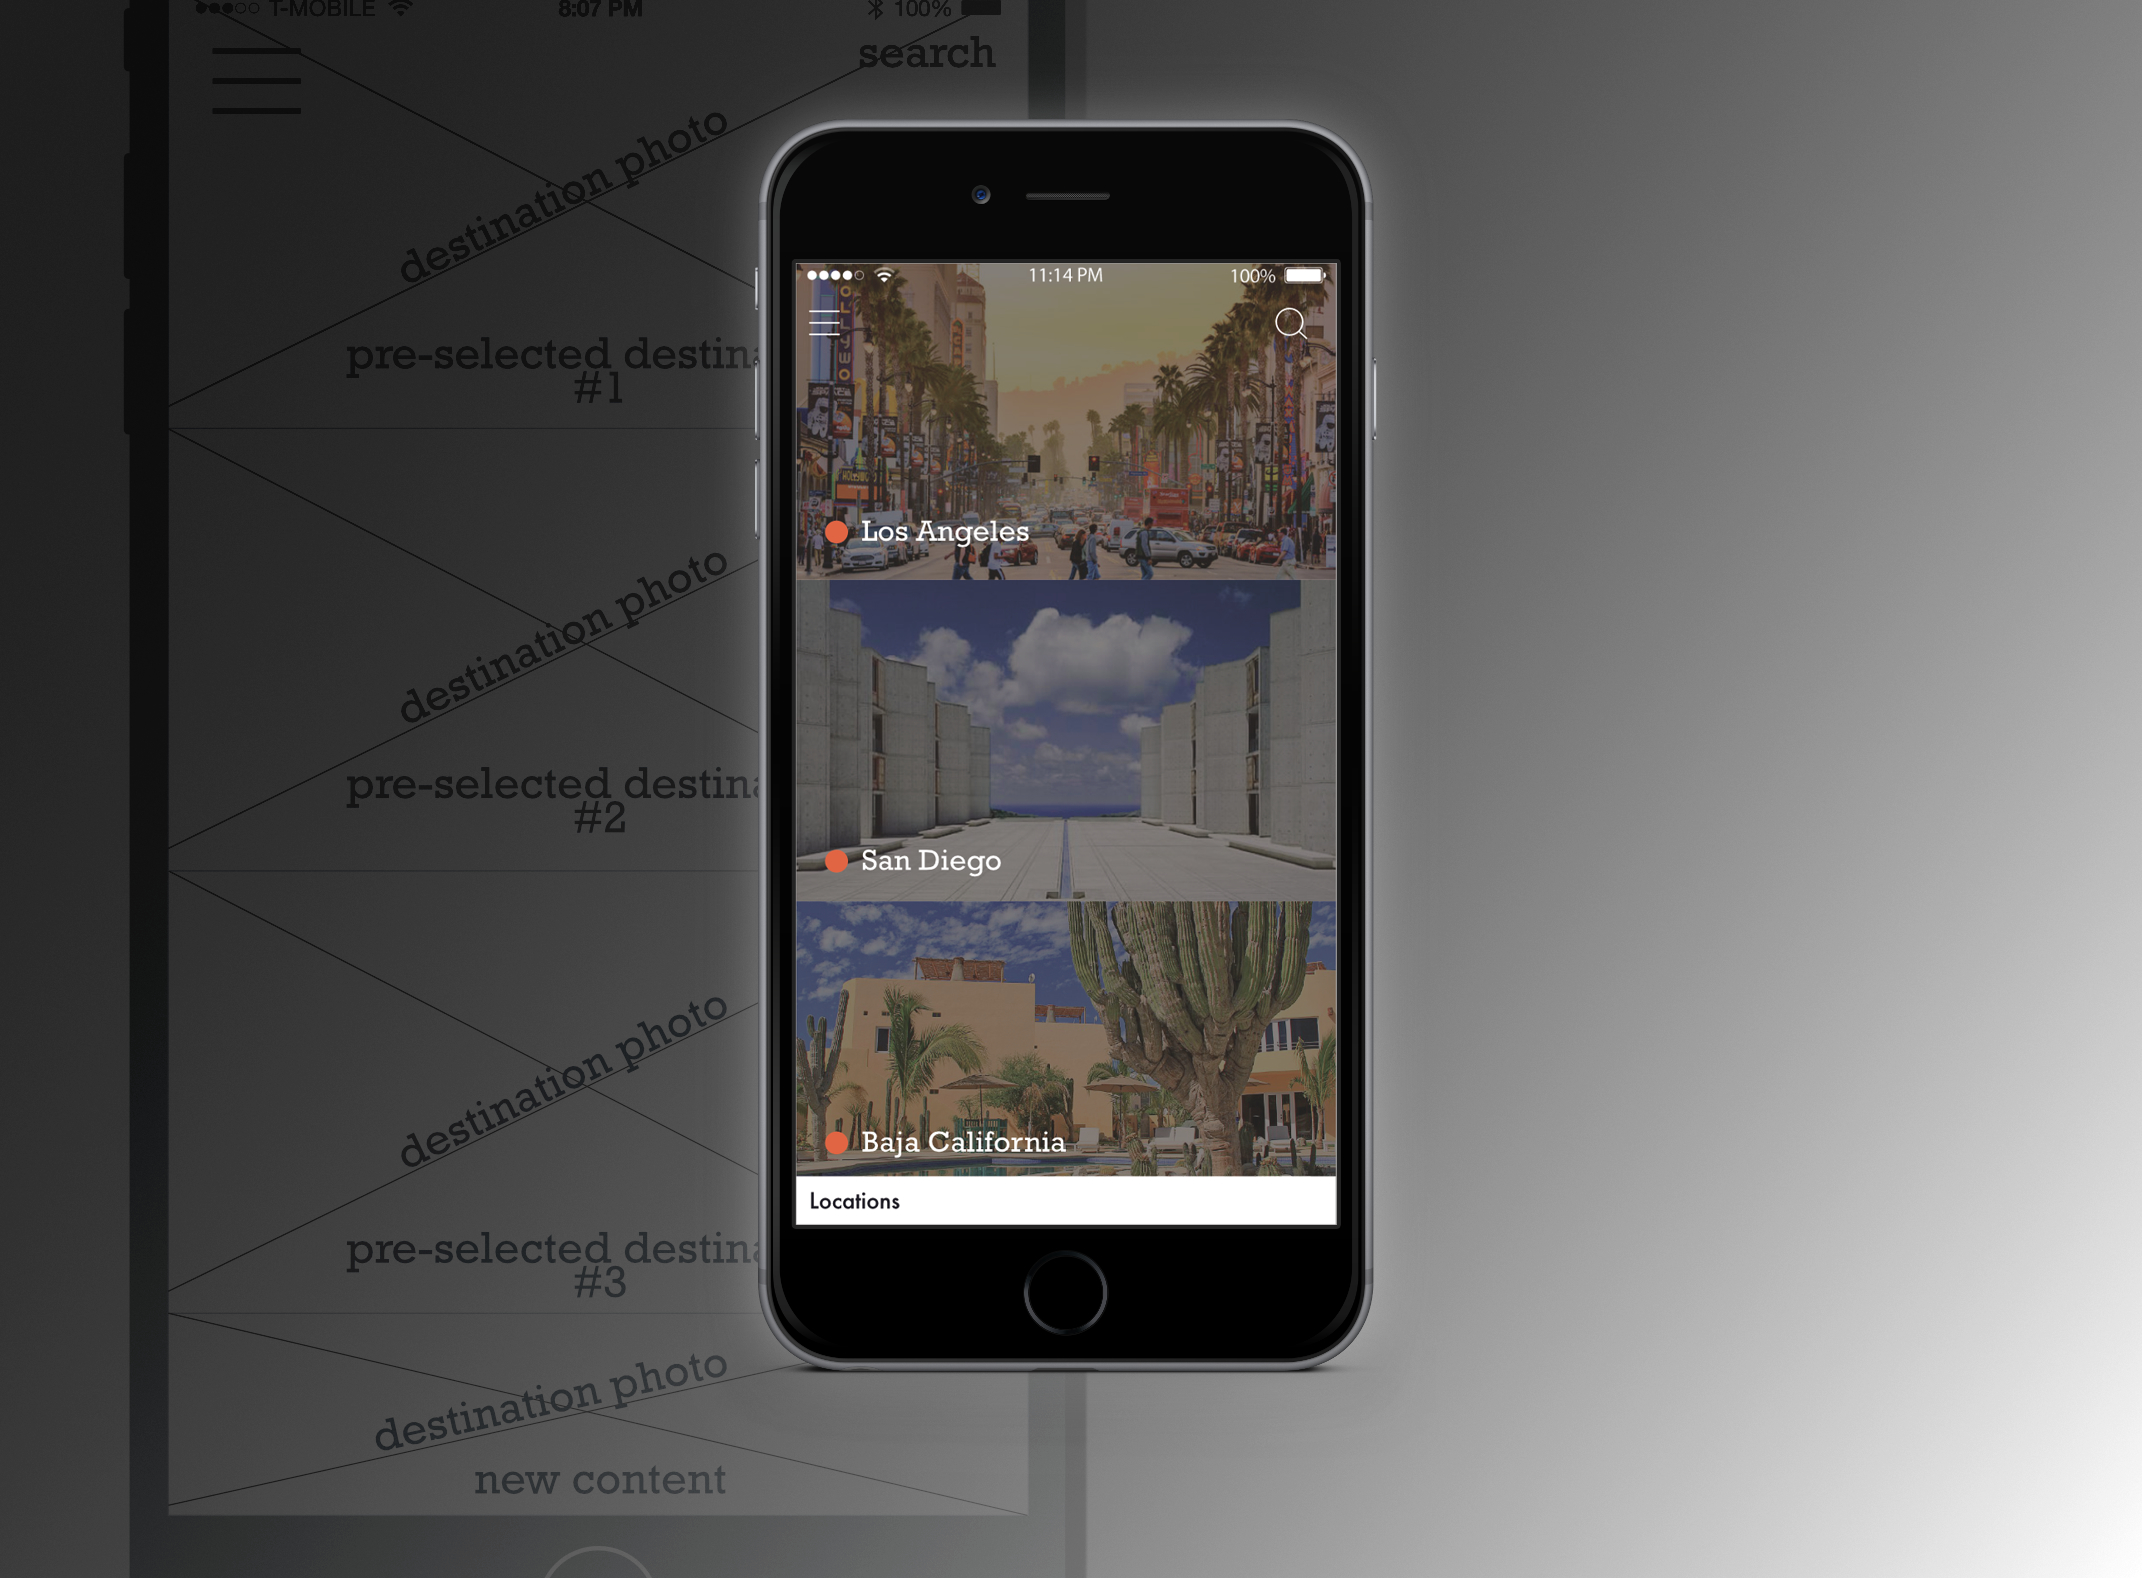 T-MOBILE
8:07 PM
100%
search
destination photo
pre-selected destina
#1
destination photo
pre-selected destina
#2
destination photo
pre-selected destina
#3
destination photo
new content
11:14 PM
100%
Los Angeles
San Diego
Baja California
Locations